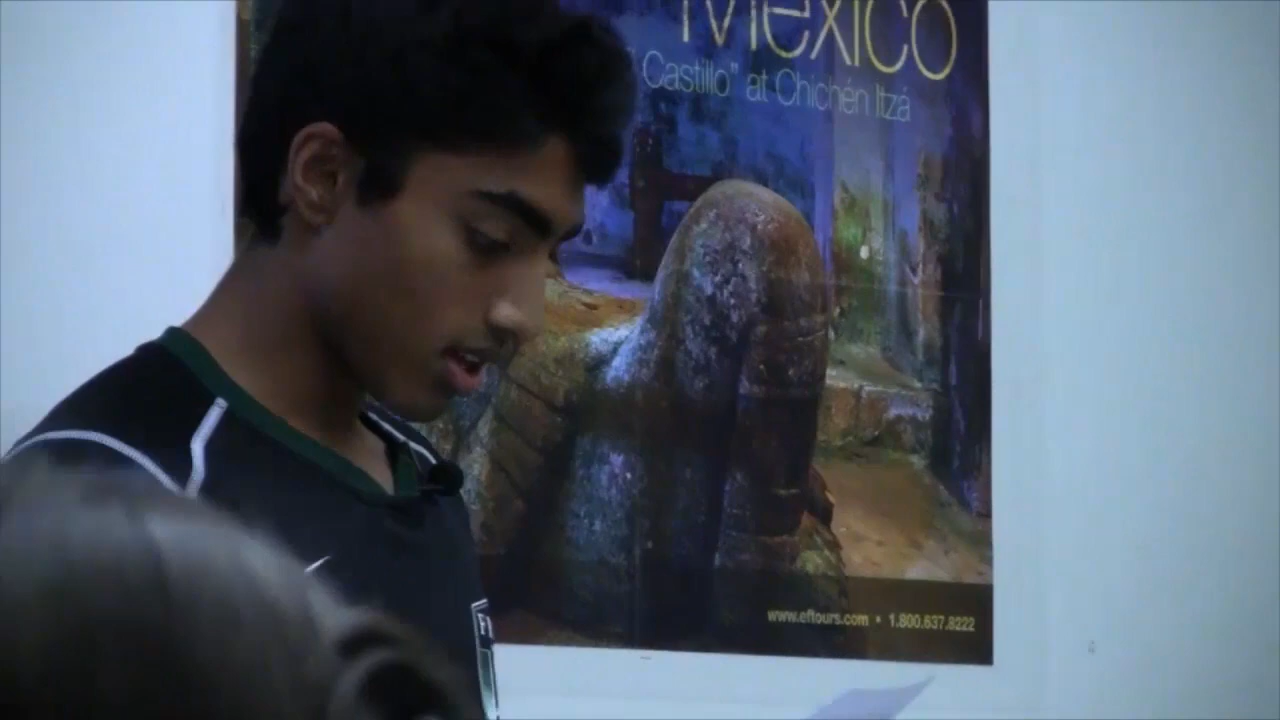 México
Castillo" at Chichén Itzá
www.eftours.com • 1.800.637.8222